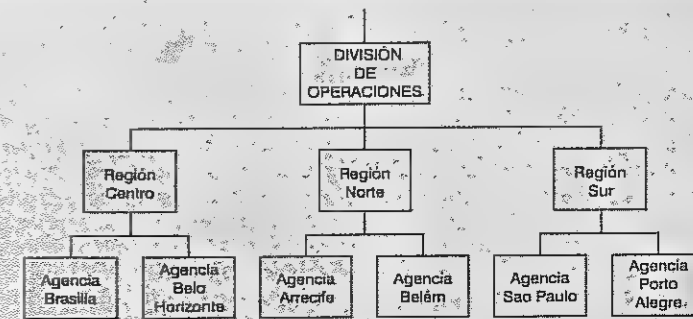 DIVISIÓN
DE
OPERACIONES
Región
Centro
Región
Norte
Región
Sur
Agencia
Brasilia
Agencia
Belo
Horizonte
Agencia
Arrecife
Agencia
Belém
Agencia
Sao Paulo
Agencia
Porto
Alegre